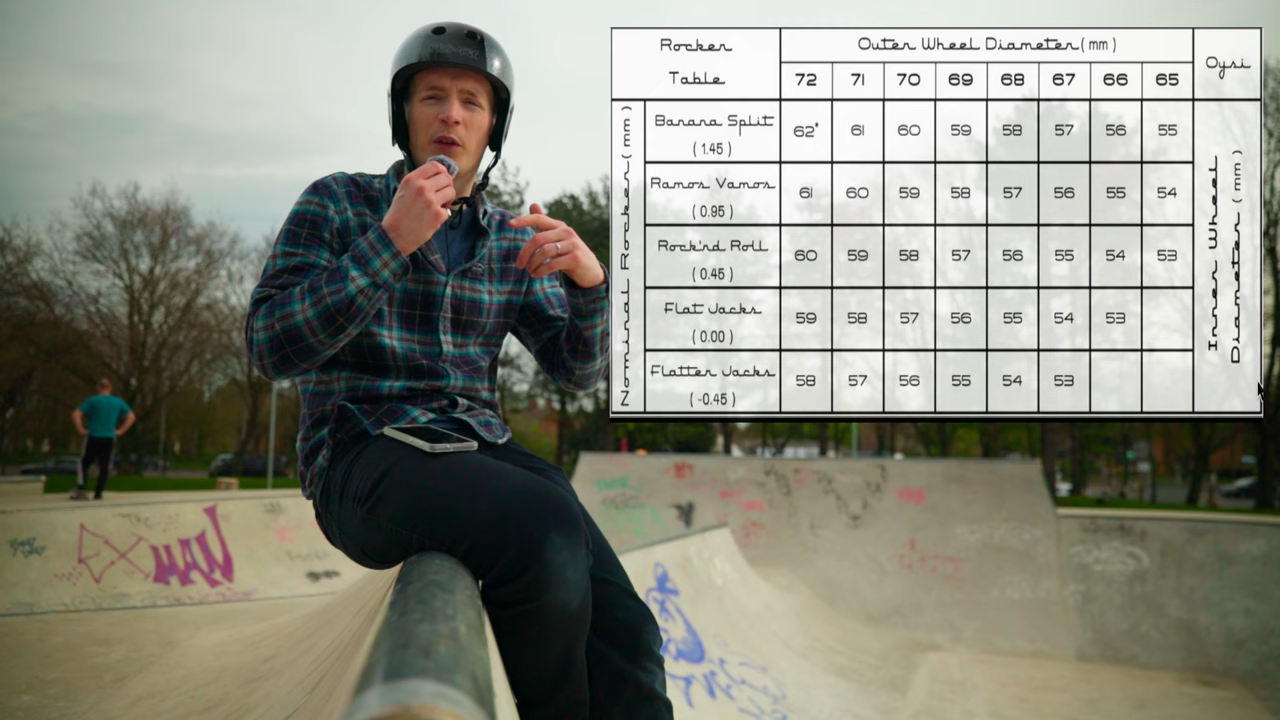 Rocker Table
Outer Wheel Diameter ( mm )
Oysi
72 71 70 69 68 67 66 65
Nominal Rocker ( mm )
Banana Split ( 1.45 ) 62* 61 60 59 58 57 56 55
Ramos Vamos ( 0.95 ) 61 60 59 58 57 56 55 54
Rock'nd Roll ( 0.45 ) 60 59 58 57 56 55 54 53
Flat Jacks ( 0.00 ) 59 58 57 56 55 54 53
Flatter Jacks ( -0.45 ) 58 57 56 55 54 53
Inner Wheel
Diameter ( mm )
EXMAN